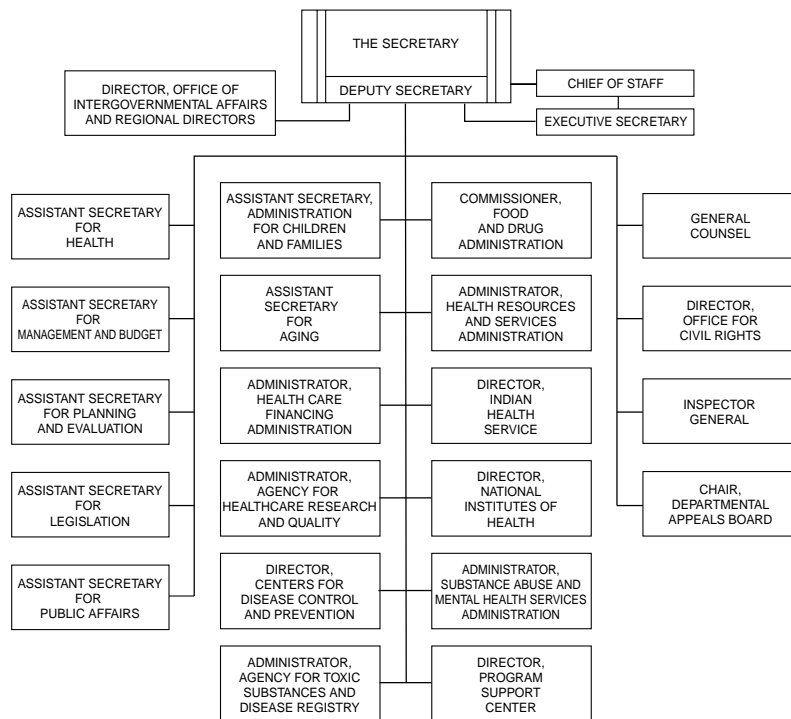 THE SECRETARY
DEPUTY SECRETARY
DIRECTOR, OFFICE OF
INTERGOVERNMENTAL AFFAIRS
AND REGIONAL DIRECTORS
CHIEF OF STAFF
EXECUTIVE SECRETARY
ASSISTANT SECRETARY
FOR
HEALTH
ASSISTANT SECRETARY,
ADMINISTRATION
FOR CHILDREN
AND FAMILIES
COMMISSIONER,
FOOD
AND DRUG
ADMINISTRATION
GENERAL
COUNSEL
ASSISTANT SECRETARY
FOR
MANAGEMENT AND BUDGET
ASSISTANT
SECRETARY
FOR
AGING
ADMINISTRATOR,
HEALTH RESOURCES
AND SERVICES
ADMINISTRATION
DIRECTOR,
OFFICE FOR
CIVIL RIGHTS
ASSISTANT SECRETARY
FOR PLANNING
AND EVALUATION
ADMINISTRATOR,
HEALTH CARE
FINANCING
ADMINISTRATION
DIRECTOR,
INDIAN
HEALTH
SERVICE
INSPECTOR
GENERAL
ASSISTANT SECRETARY
FOR
LEGISLATION
ADMINISTRATOR,
AGENCY FOR
HEALTHCARE RESEARCH
AND QUALITY
DIRECTOR,
NATIONAL
INSTITUTES OF
HEALTH
CHAIR,
DEPARTMENTAL
APPEALS BOARD
ASSISTANT SECRETARY
FOR
PUBLIC AFFAIRS
DIRECTOR,
CENTERS FOR
DISEASE CONTROL
AND PREVENTION
ADMINISTRATOR,
SUBSTANCE ABUSE AND
MENTAL HEALTH SERVICES
ADMINISTRATION
ADMINISTRATOR,
AGENCY FOR TOXIC
SUBSTANCES AND
DISEASE REGISTRY
DIRECTOR,
PROGRAM
SUPPORT
CENTER